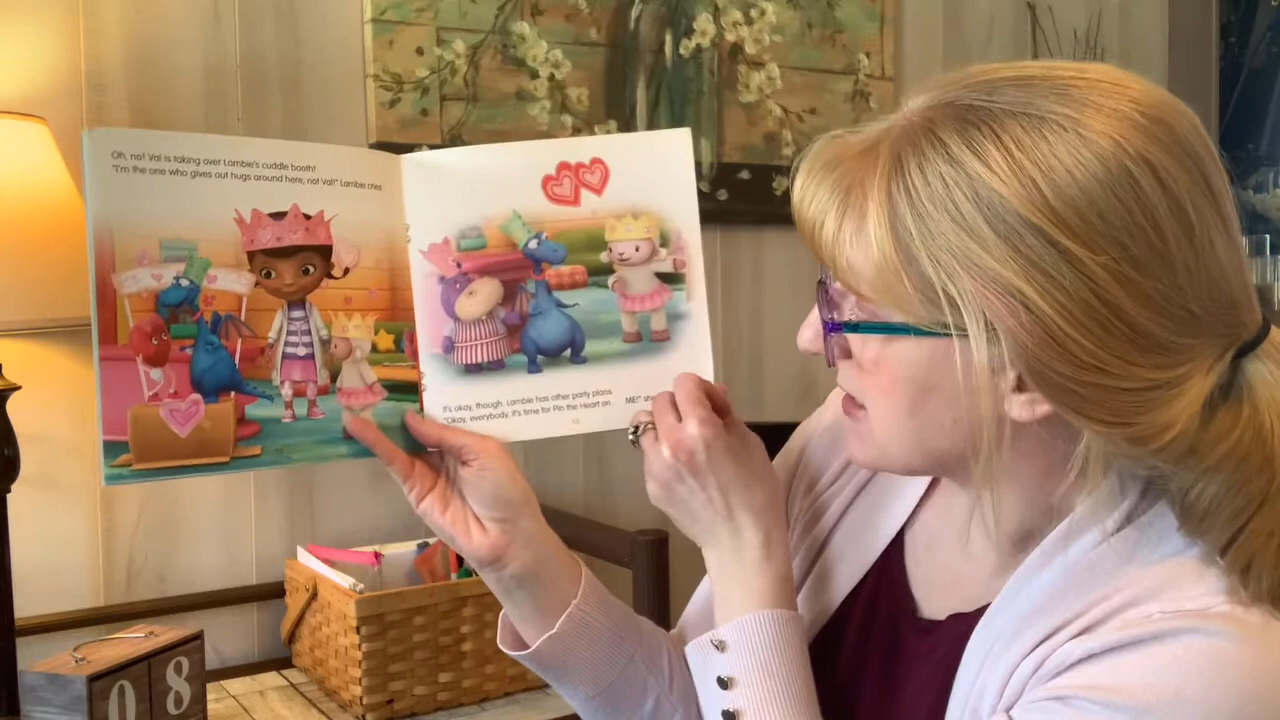 Oh, no! Val is taking over Lambie's cuddle booth!
"I'm the one who gives out hugs around here, not Val!" Lambie cries
It's okay, though. Lambie has other party plans.
"Okay, everybody, it's time for Pin the Heart on ME!" she
13
08